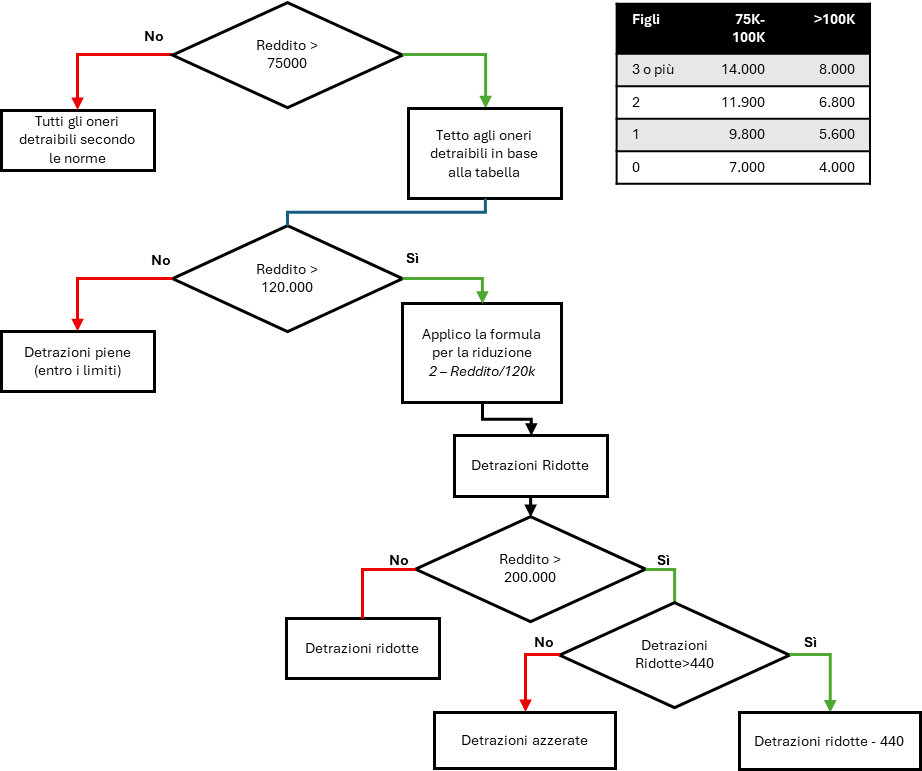 No
Reddito >
75000
Tutti gli oneri
detraibili secondo
le norme
Tetto agli oneri
detraibili in base
alla tabella
Figli 75K-
100K >100K
3 o più 14.000 8.000
2 11.900 6.800
1 9.800 5.600
0 7.000 4.000
No
Reddito >
120.000
Sì
Detrazioni piene
(entro i limiti)
Applico la formula
per la riduzione
2 – Reddito/120k
Detrazioni Ridotte
No
Reddito >
200.000
Sì
Detrazioni ridotte
No
Detrazioni
Ridotte>440
Sì
Detrazioni azzerate
Detrazioni ridotte - 440